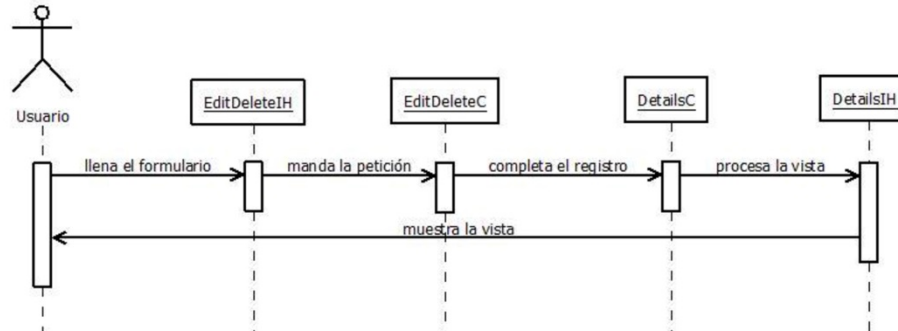 Usuario
EditDeleteIH
EditDeleteC
DetailsC
DetailsIH
llena el formulario
manda la petición
completa el registro
procesa la vista
muestra la vista